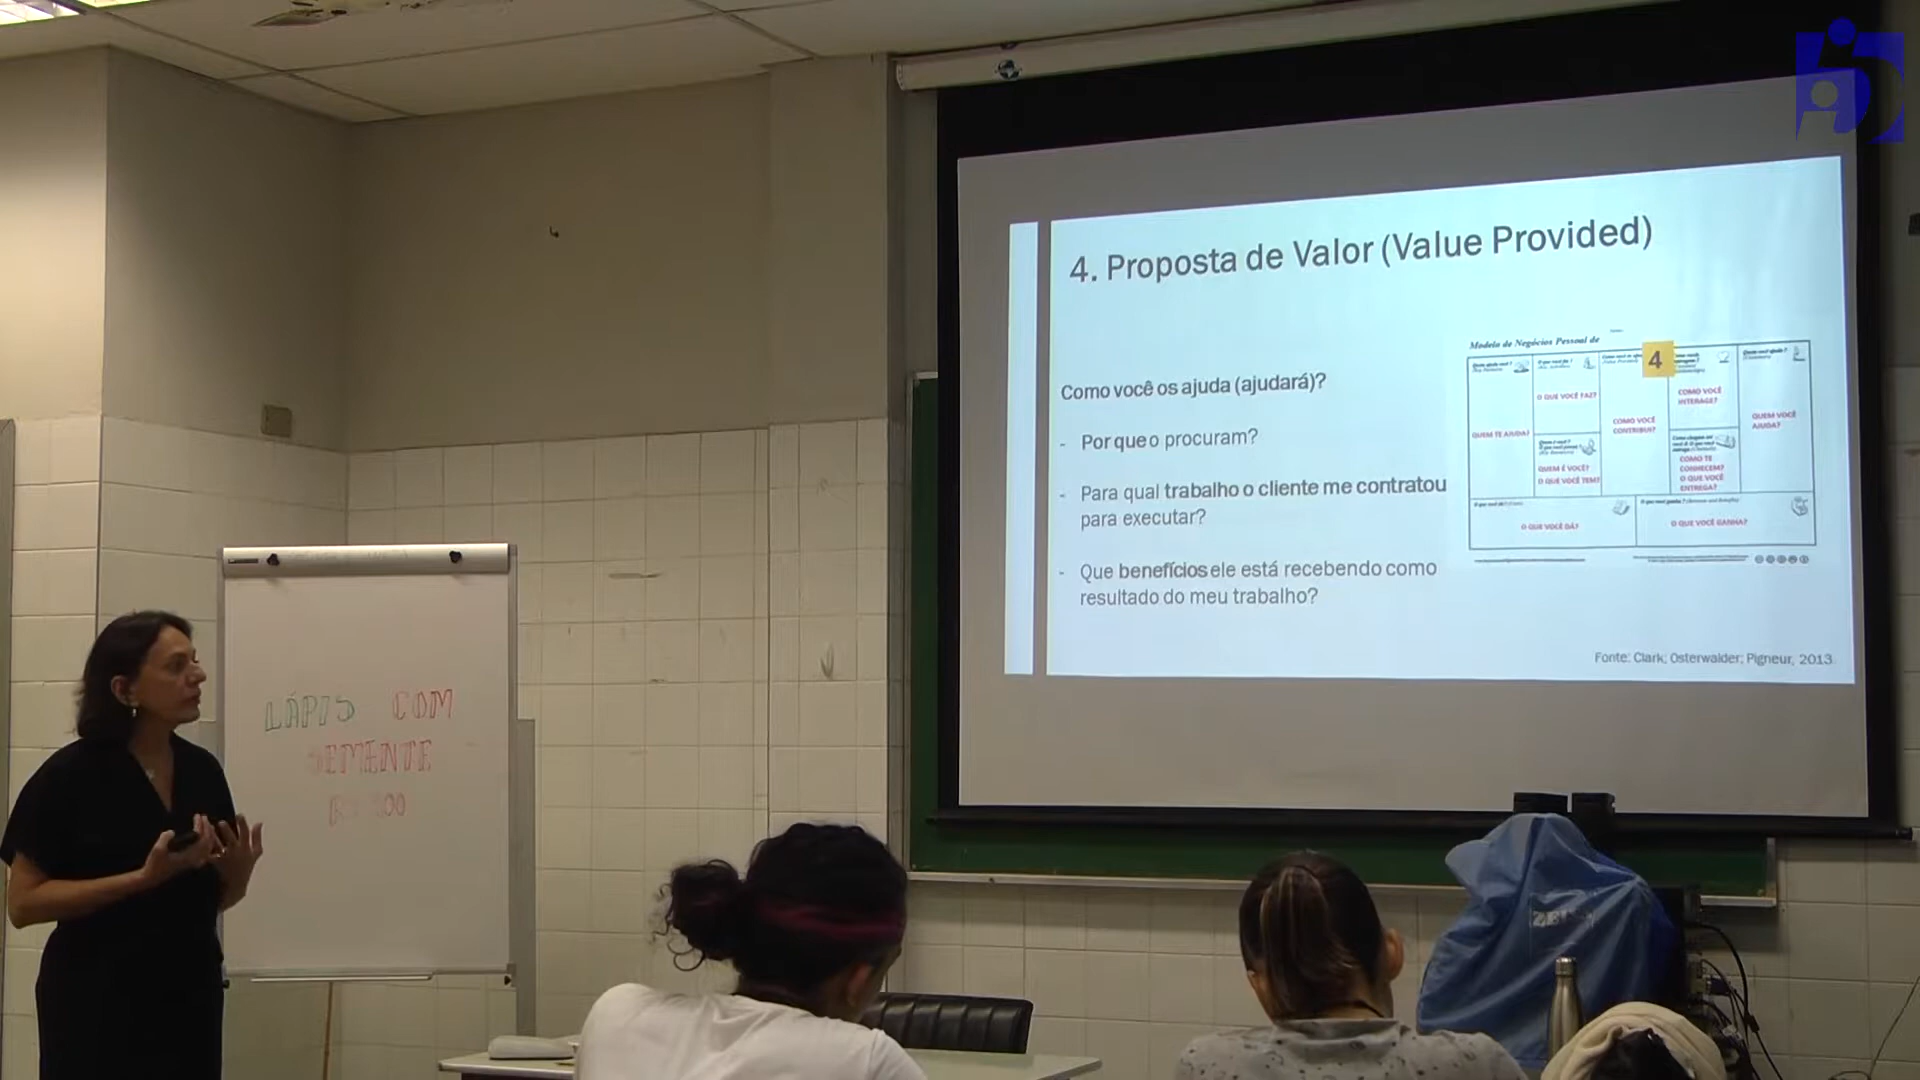 4. Proposta de Valor (Value Provided)
Como você os ajuda (ajudará)?
- Por que o procuram?
- Para qual trabalho o cliente me contratou
para executar?
- Que benefícios ele está recebendo como
resultado do meu trabalho?
Modelo de Negócios Pessoal de
4
QUEM TE AJUDA?
O QUE VOCÊ FAZ?
QUEM É VOCÊ?
O QUE VOCÊ TEM?
COMO VOCÊ
CONTRIBUI?
COMO VOCÊ
INTERAGE?
COMO TE
CONHECEM?
O QUE VOCÊ
ENTREGA?
QUEM VOCÊ
AJUDA?
O QUE VOCÊ DÁ?
O QUE VOCÊ GANHA?
Fonte: Clark; Osterwalder; Pigneur, 2013
LÁPIS COM
SEMENTE